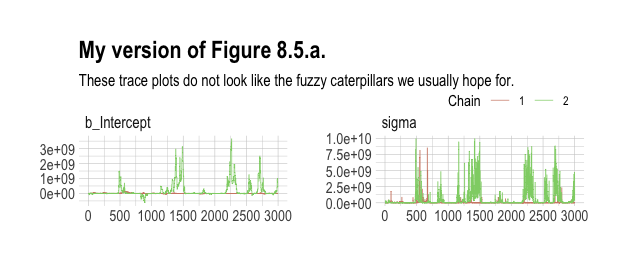 My version of Figure 8.5.a.
These trace plots do not look like the fuzzy caterpillars we usually hope for.
Chain 1 2
b_Intercept sigma
3e+09 1.0e+10
2e+09 7.5e+09
1e+09 5.0e+09
0e+00 2.5e+09
0.0e+00
0 500 1000 1500 2000 2500 3000 0 500 1000 1500 2000 2500 3000